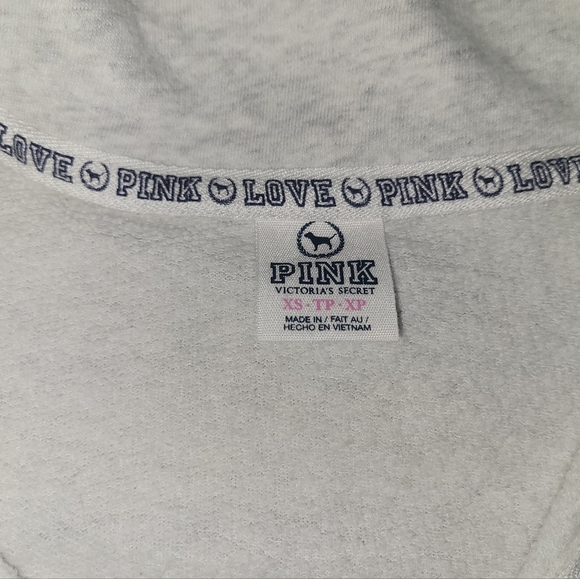 LOVE PINK LOVE PINK LOVE
PINK
VICTORIA'S SECRET
XS · TP · XP
MADE IN / FAIT AU /
HECHO EN VIETNAM